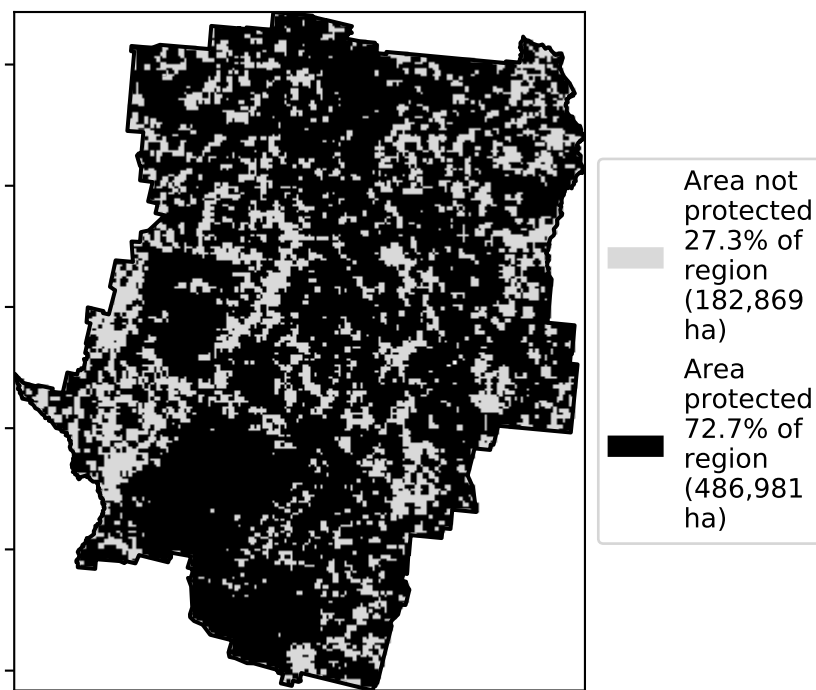 Area not
protected
27.3% of
region
(182,869
ha)
Area
protected
72.7% of
region
(486,981
ha)